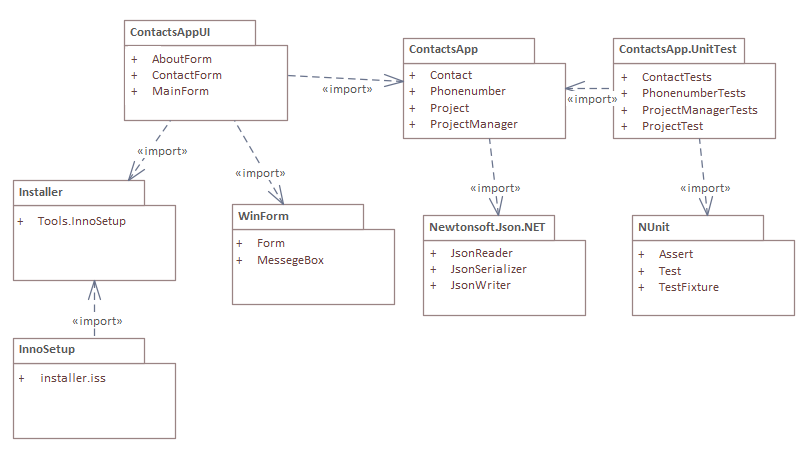 ContactsAppUI
+ AboutForm
+ ContactForm
+ MainForm
«import»
ContactsApp
+ Contact
+ Phonenumber
+ Project
+ ProjectManager
«import»
ContactsApp.UnitTest
+ ContactTests
+ PhonenumberTests
+ ProjectManagerTests
+ ProjectTest
«import»
«import»
«import»
«import»
Installer
+ Tools.InnoSetup
WinForm
+ Form
+ MessegeBox
Newtonsoft.Json.NET
+ JsonReader
+ JsonSerializer
+ JsonWriter
NUnit
+ Assert
+ Test
+ TestFixture
«import»
InnoSetup
+ installer.iss